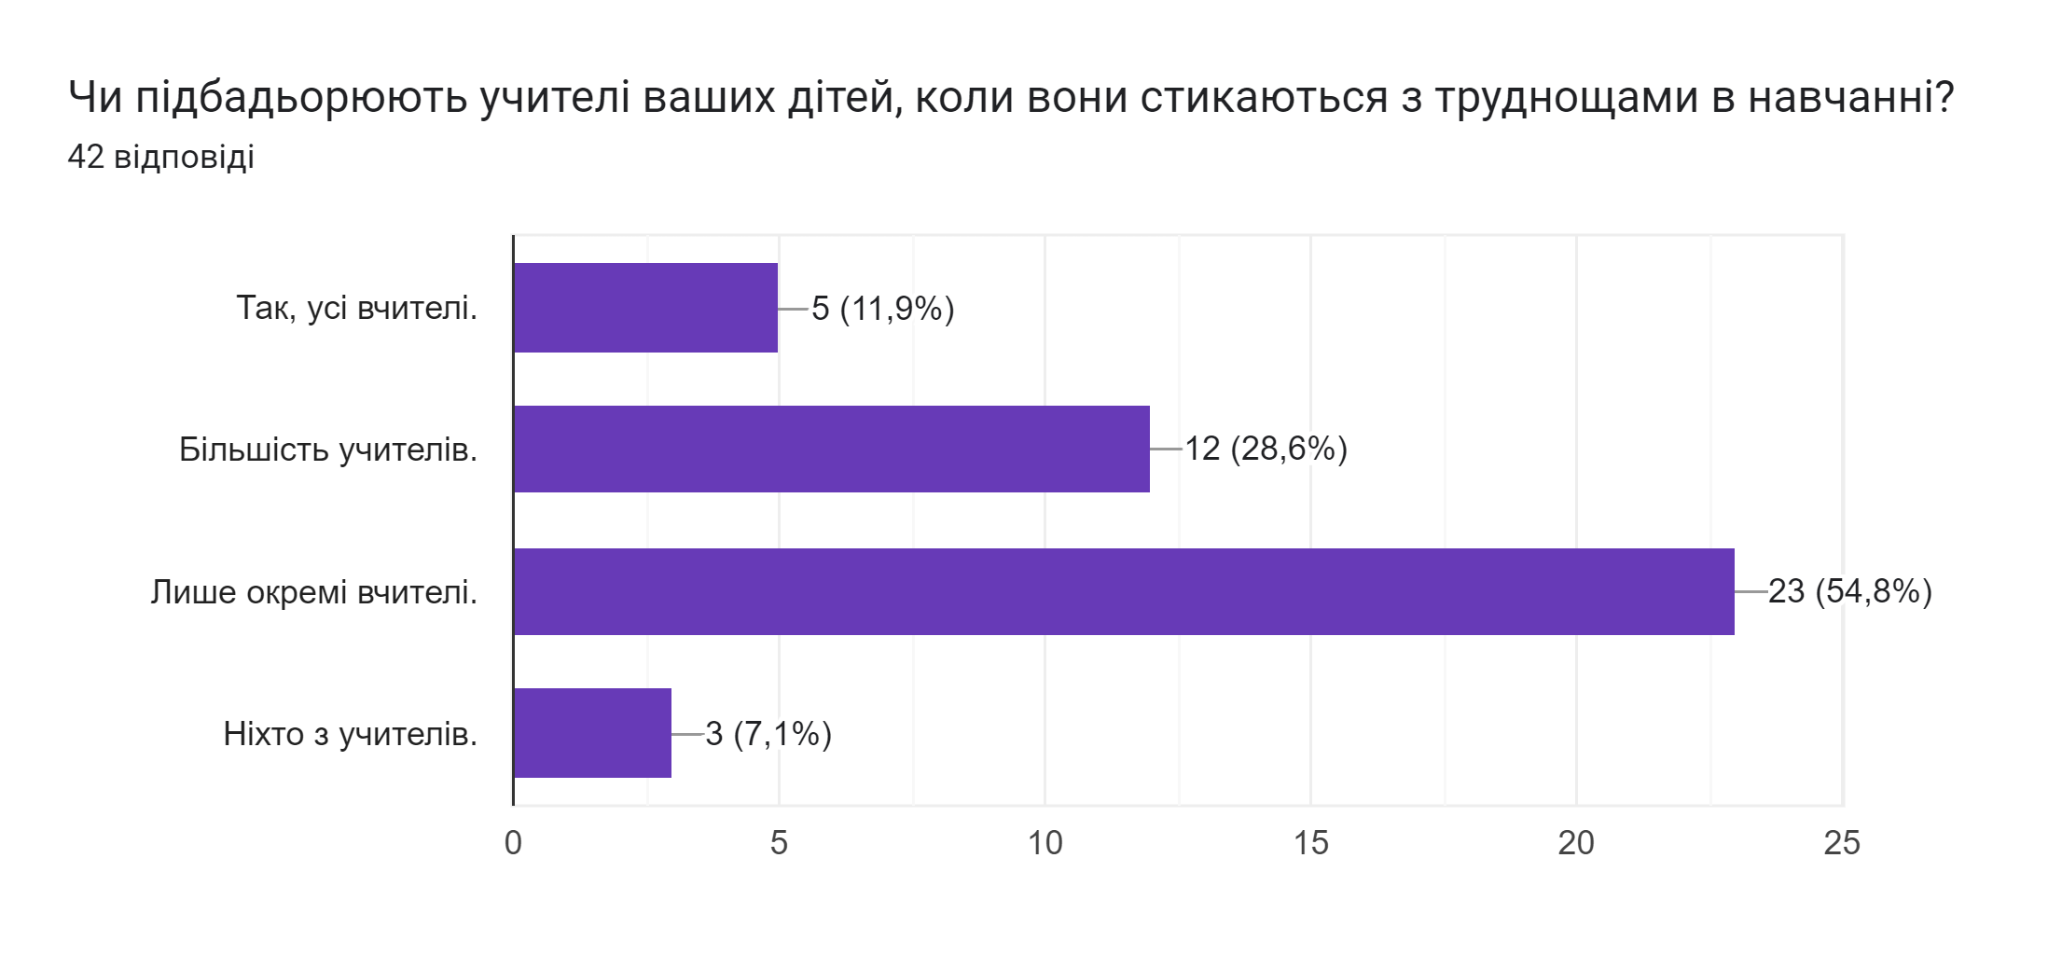 Чи підбадьорюють учителі ваших дітей, коли вони стикаються з труднощами в навчанні?
42 відповіді
Так, усі вчителі.
5 (11,9%)
Більшість учителів.
12 (28,6%)
Лише окремі вчителі.
23 (54,8%)
Ніхто з учителів.
3 (7,1%)
0 5 10 15 20 25